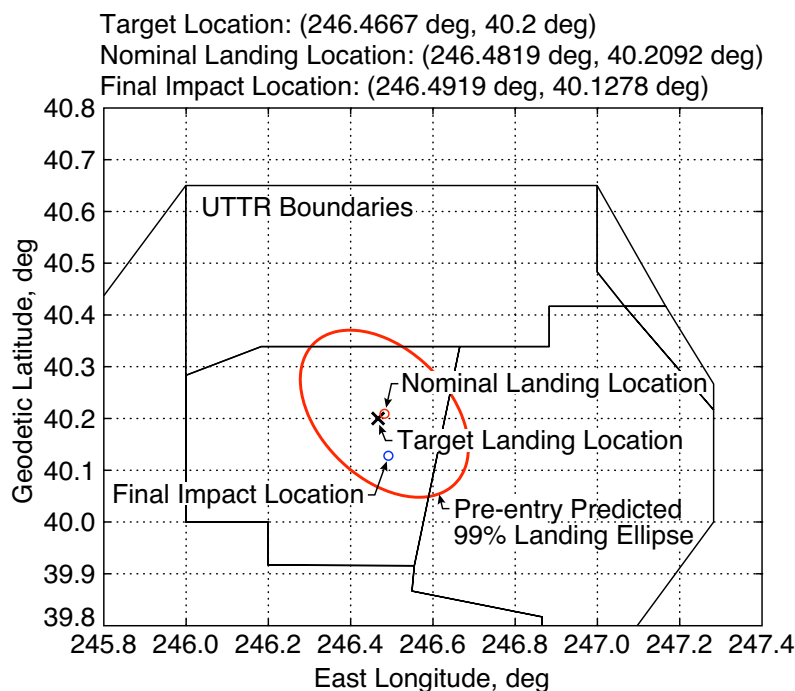 Target Location: (246.4667 deg, 40.2 deg)
Nominal Landing Location: (246.4819 deg, 40.2092 deg)
Final Impact Location: (246.4919 deg, 40.1278 deg)
40.8
40.7
40.6
40.5
40.4
40.3
40.2
40.1
40.0
39.9
39.8
Geodetic Latitude, deg
UTTR Boundaries
Nominal Landing Location
Target Landing Location
Final Impact Location
Pre-entry Predicted
99% Landing Ellipse
245.8 246.0 246.2 246.4 246.6 246.8 247.0 247.2 247.4
East Longitude, deg